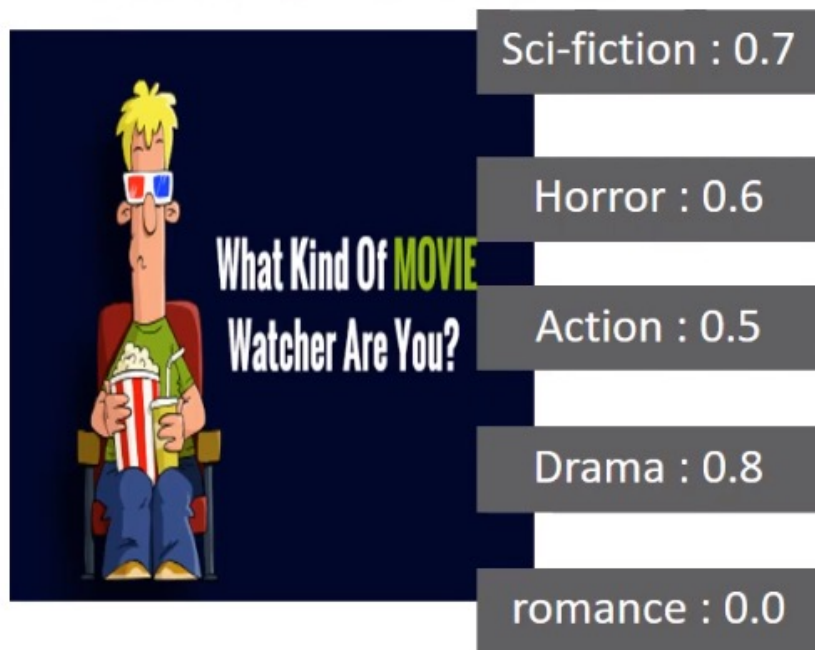 What Kind Of MOVIE
Watcher Are You?
Sci-fiction : 0.7
Horror : 0.6
Action : 0.5
Drama : 0.8
romance : 0.0